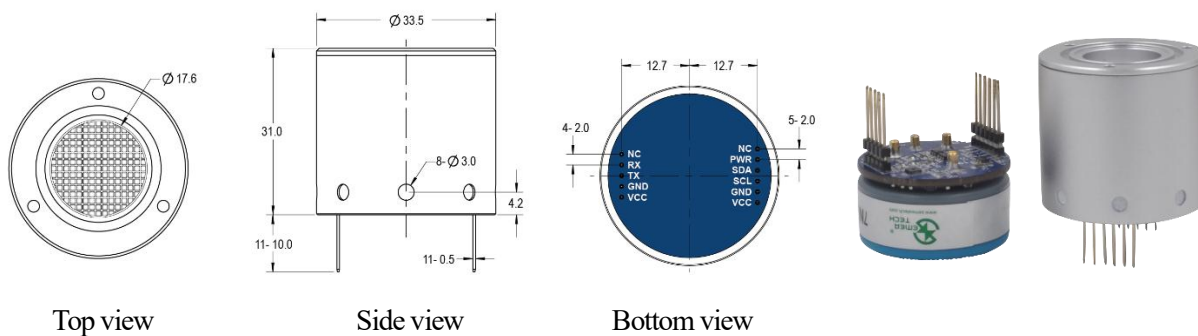 Ø 33.5
Ø 17.6
31.0
8- Ø 3.0
4.2
11- 10.0
11- 0.5
12.7
12.7
4- 2.0
5- 2.0
NC
RX
TX
GND
VCC
NC
PWR
SDA
SCL
GND
VCC
TECH
Top view
Side view
Bottom view